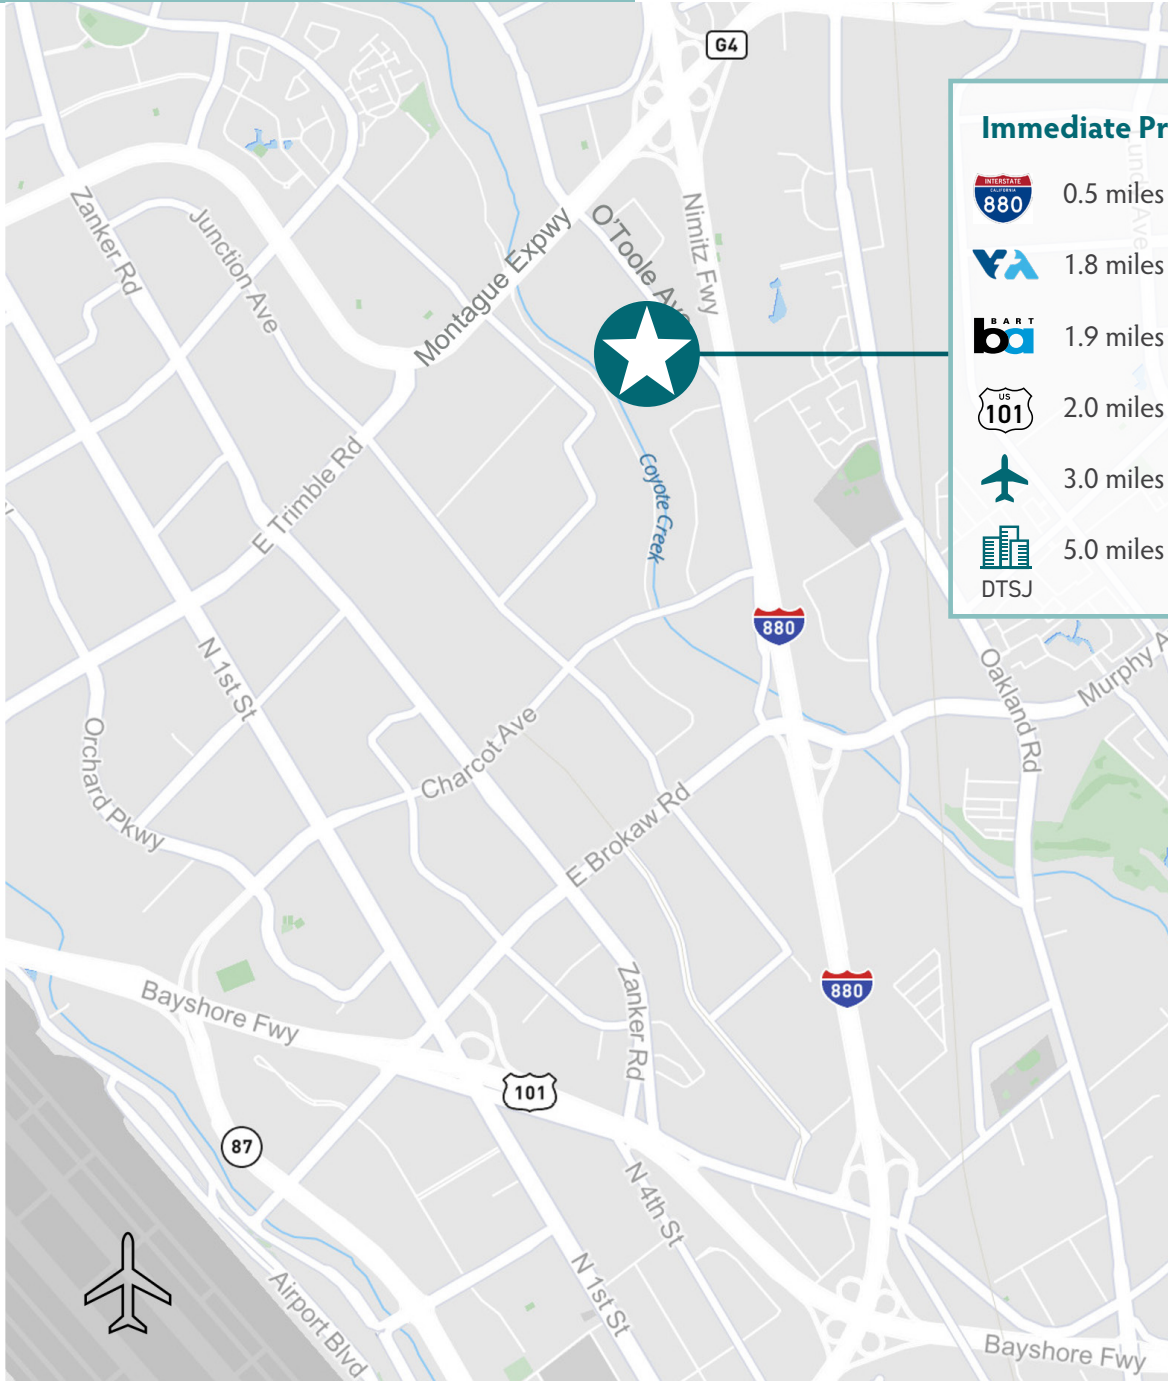 G4
Immediate Pr
INTERSTATE
CALIFORNIA
880
0.5 miles
VTA
1.8 miles
BART
ba
1.9 miles
US
101
2.0 miles
3.0 miles
5.0 miles
DTSJ
Zanker Rd
Junction Ave
Montague Expwy
O'Toole Ave
Nimitz Fwy
E Trimble Rd
Coyote Creek
880
N 1st St
Oakland Rd
Murphy A
Orchard Pkwy
Charcot Ave
E Brokaw Rd
Zanker Rd
880
Bayshore Fwy
101
87
N 4th St
N 1st St
Airport Blvd
Bayshore Fwy